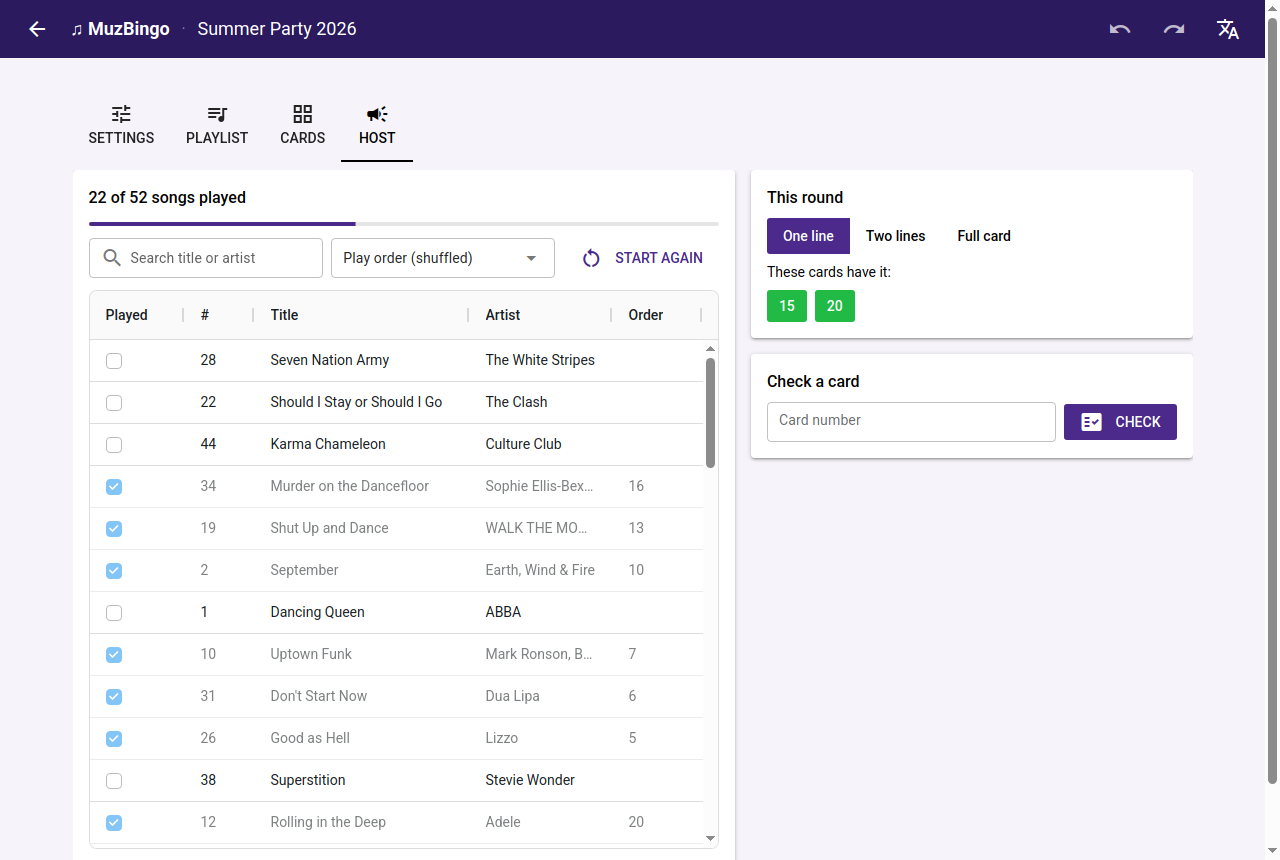 ♫ MuzBingo · Summer Party 2026
SETTINGS PLAYLIST CARDS HOST
22 of 52 songs played
Search title or artist
Play order (shuffled)
START AGAIN
Played # Title Artist Order
28 Seven Nation Army The White Stripes
22 Should I Stay or Should I Go The Clash
44 Karma Chameleon Culture Club
34 Murder on the Dancefloor Sophie Ellis-Bex… 16
19 Shut Up and Dance WALK THE MO… 13
2 September Earth, Wind & Fire 10
1 Dancing Queen ABBA
10 Uptown Funk Mark Ronson, B… 7
31 Don't Start Now Dua Lipa 6
26 Good as Hell Lizzo 5
38 Superstition Stevie Wonder
12 Rolling in the Deep Adele 20
This round
One line Two lines Full card
These cards have it:
15 20
Check a card
Card number
CHECK